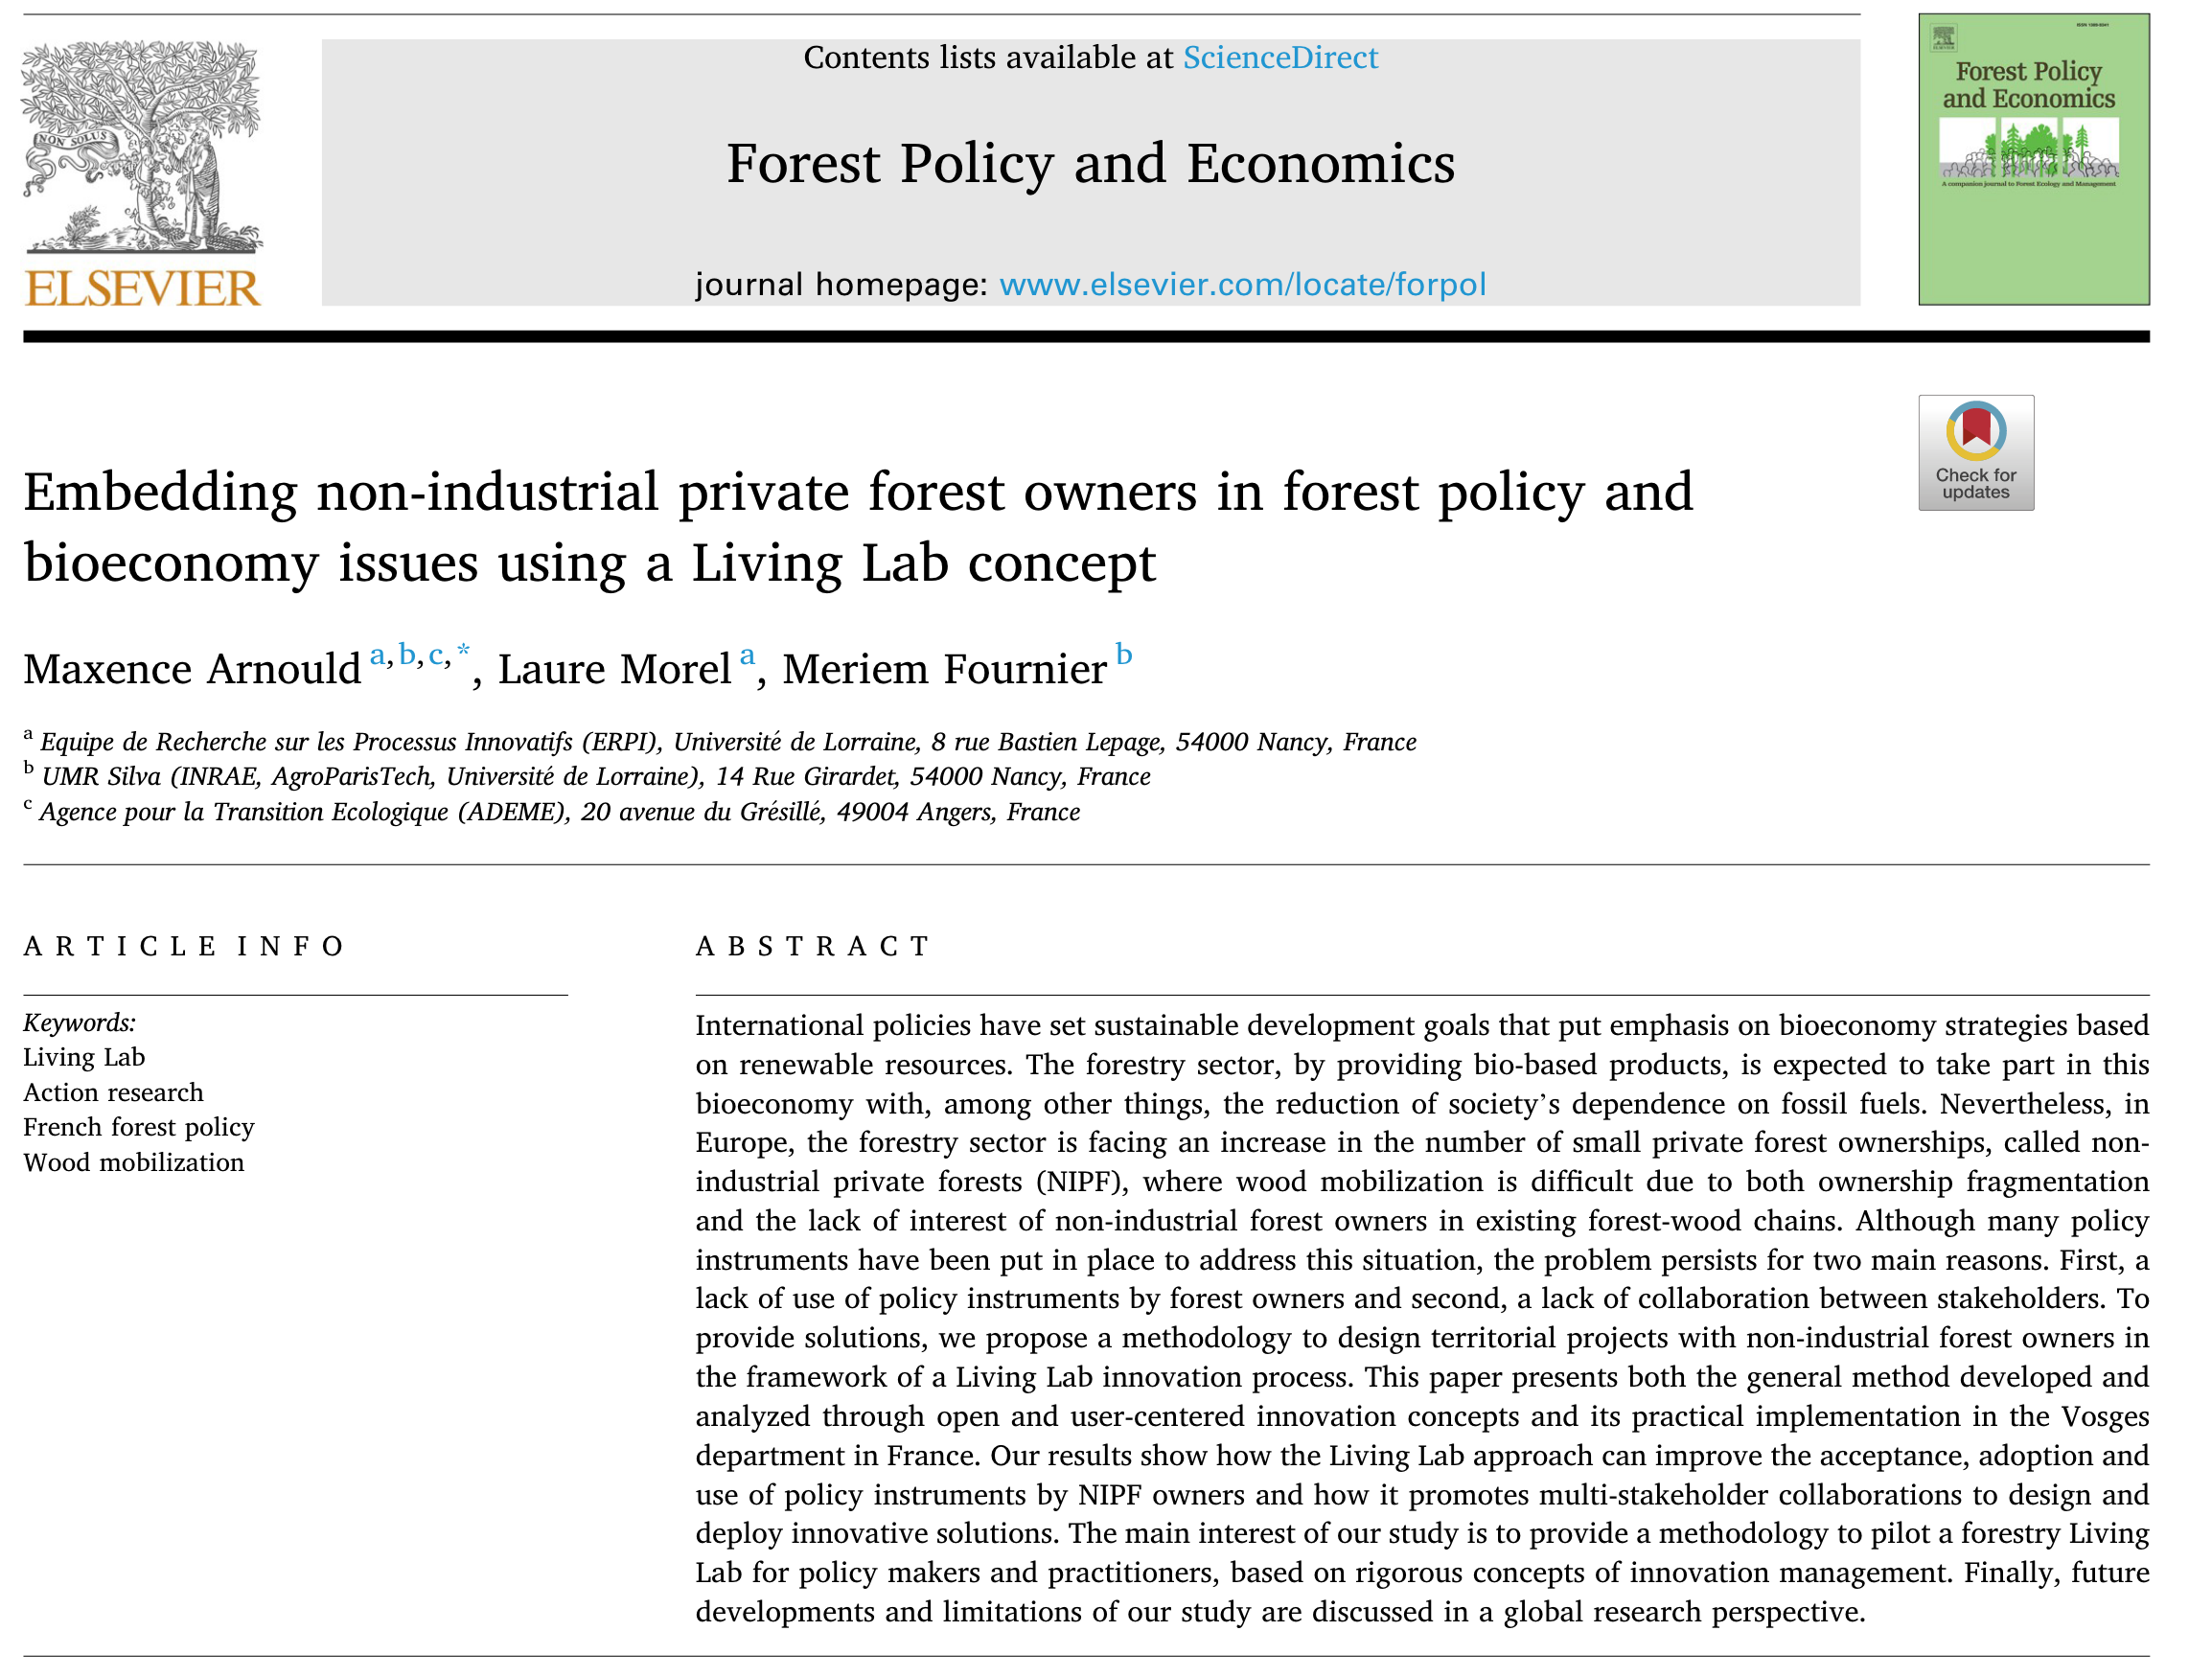 Contents lists available at ScienceDirect
Forest Policy and Economics
journal homepage: www.elsevier.com/locate/forpol
NON SOLUS
ELSEVIER
Forest Policy
and Economics
A companion journal to Forest Ecology and Management
Check for
updates
Embedding non-industrial private forest owners in forest policy and
bioeconomy issues using a Living Lab concept
Maxence Arnould a,b,c,*, Laure Morel a, Meriem Fournier b
a Equipe de Recherche sur les Processus Innovatifs (ERPI), Université de Lorraine, 8 rue Bastien Lepage, 54000 Nancy, France
b UMR Silva (INRAE, AgroParisTech, Université de Lorraine), 14 Rue Girardet, 54000 Nancy, France
c Agence pour la Transition Ecologique (ADEME), 20 avenue du Grésillé, 49004 Angers, France
ARTICLE INFO
Keywords:
Living Lab
Action research
French forest policy
Wood mobilization
ABSTRACT
International policies have set sustainable development goals that put emphasis on bioeconomy strategies based
on renewable resources. The forestry sector, by providing bio-based products, is expected to take part in this
bioeconomy with, among other things, the reduction of society's dependence on fossil fuels. Nevertheless, in
Europe, the forestry sector is facing an increase in the number of small private forest ownerships, called non-
industrial private forests (NIPF), where wood mobilization is difficult due to both ownership fragmentation
and the lack of interest of non-industrial forest owners in existing forest-wood chains. Although many policy
instruments have been put in place to address this situation, the problem persists for two main reasons. First, a
lack of use of policy instruments by forest owners and second, a lack of collaboration between stakeholders. To
provide solutions, we propose a methodology to design territorial projects with non-industrial forest owners in
the framework of a Living Lab innovation process. This paper presents both the general method developed and
analyzed through open and user-centered innovation concepts and its practical implementation in the Vosges
department in France. Our results show how the Living Lab approach can improve the acceptance, adoption and
use of policy instruments by NIPF owners and how it promotes multi-stakeholder collaborations to design and
deploy innovative solutions. The main interest of our study is to provide a methodology to pilot a forestry Living
Lab for policy makers and practitioners, based on rigorous concepts of innovation management. Finally, future
developments and limitations of our study are discussed in a global research perspective.